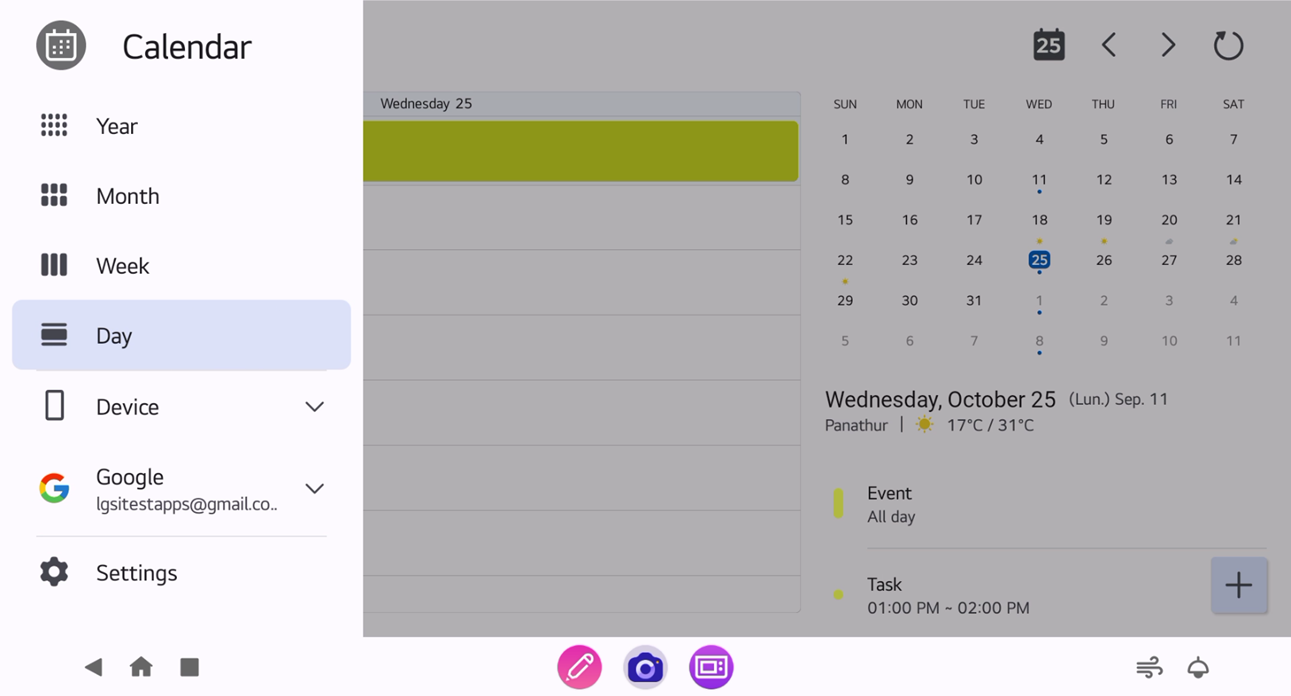 Calendar
Year
Month
Week
Day
Device
Google
lgsitestapps@gmail.co..
Settings
Wednesday 25
25
SUN MON TUE WED THU FRI SAT
1 2 3 4 5 6 7
8 9 10 11 12 13 14
15 16 17 18 19 20 21
22 23 24 25 26 27 28
29 30 31 1 2 3 4
5 6 7 8 9 10 11
Wednesday, October 25 (Lun.) Sep. 11
Panathur | 17°C / 31°C
Event
All day
Task
01:00 PM ~ 02:00 PM